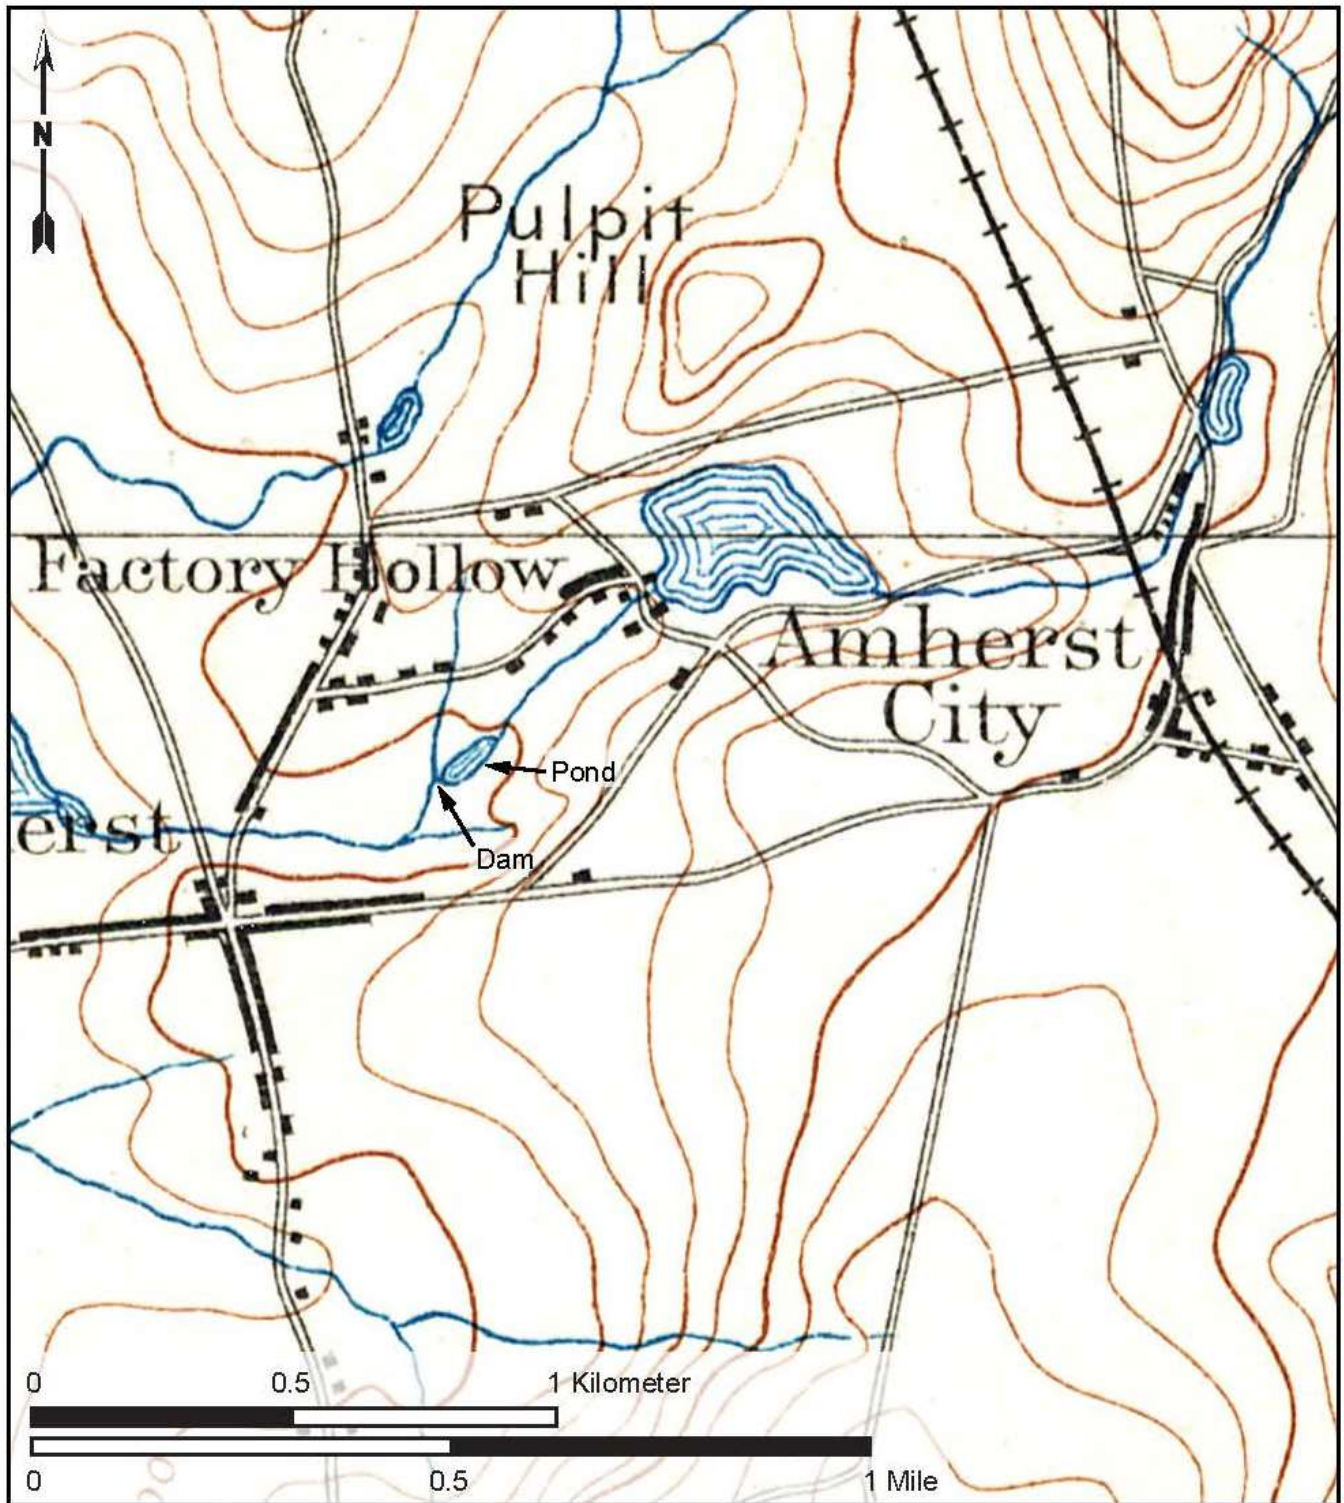 N
Pulpit
Hill
Factory Hollow
Amherst
City
Pond
erst
Dam
0 0.5 1 Kilometer
0 0.5 1 Mile